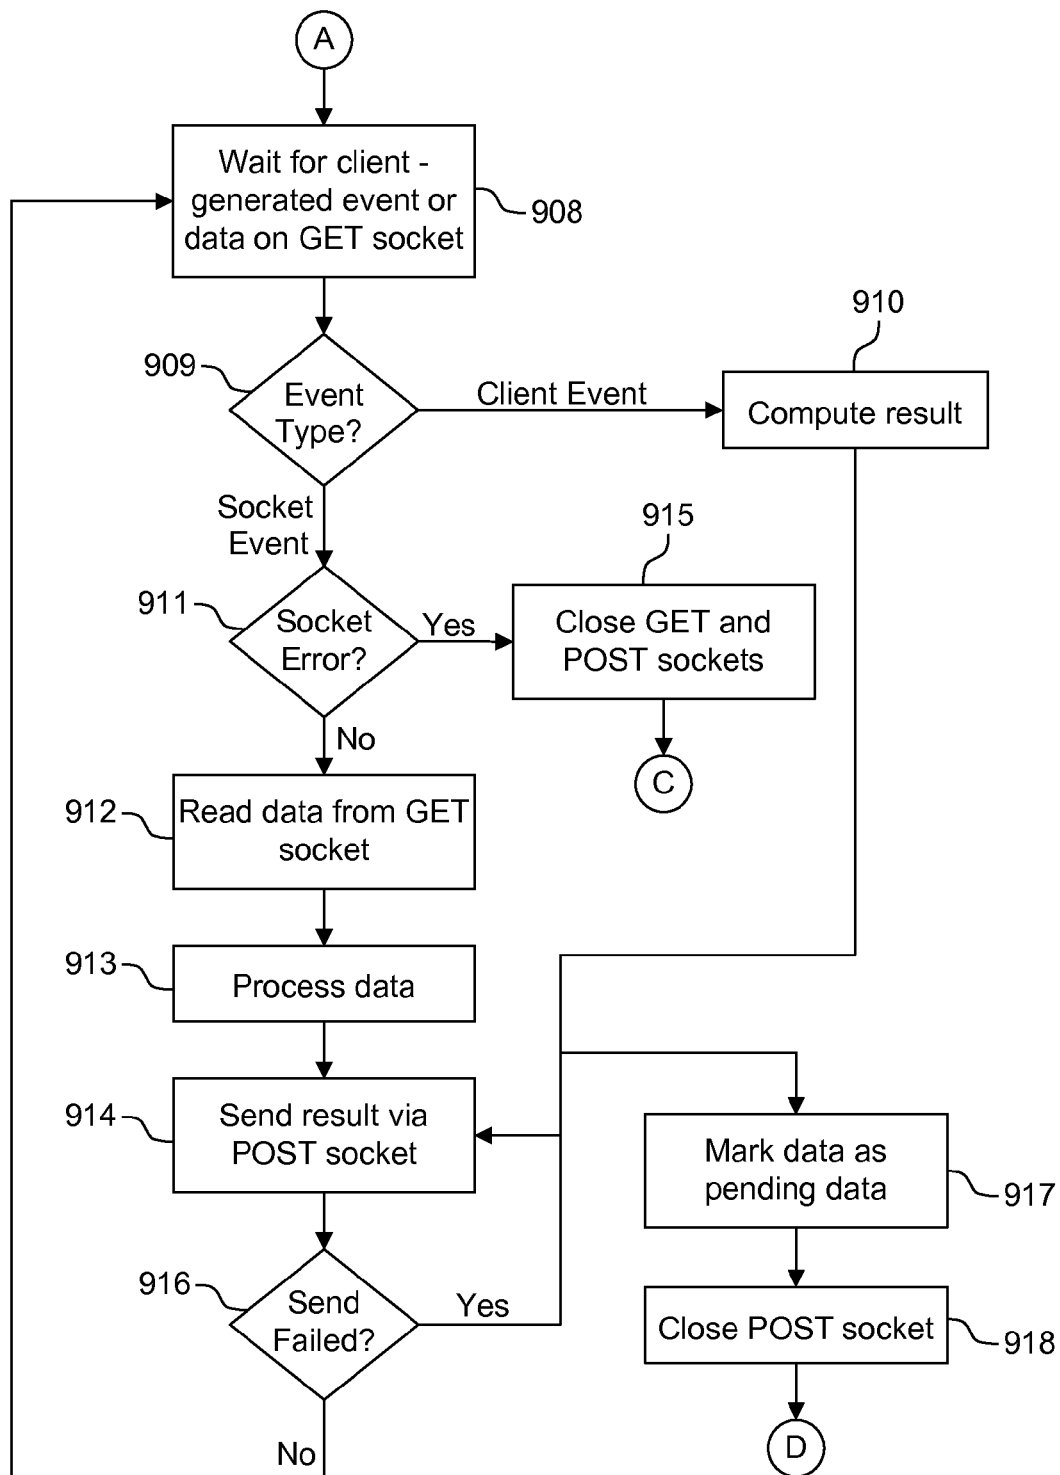 A
Wait for client -
generated event or
data on GET socket
908
910
909
Event
Type?
Client Event
Compute result
Socket
Event
915
911
Socket
Error?
Yes
Close GET and
POST sockets
No
C
912
Read data from GET
socket
913
Process data
914
Send result via
POST socket
Mark data as
pending data
917
916
Send
Failed?
Yes
Close POST socket
918
No
D